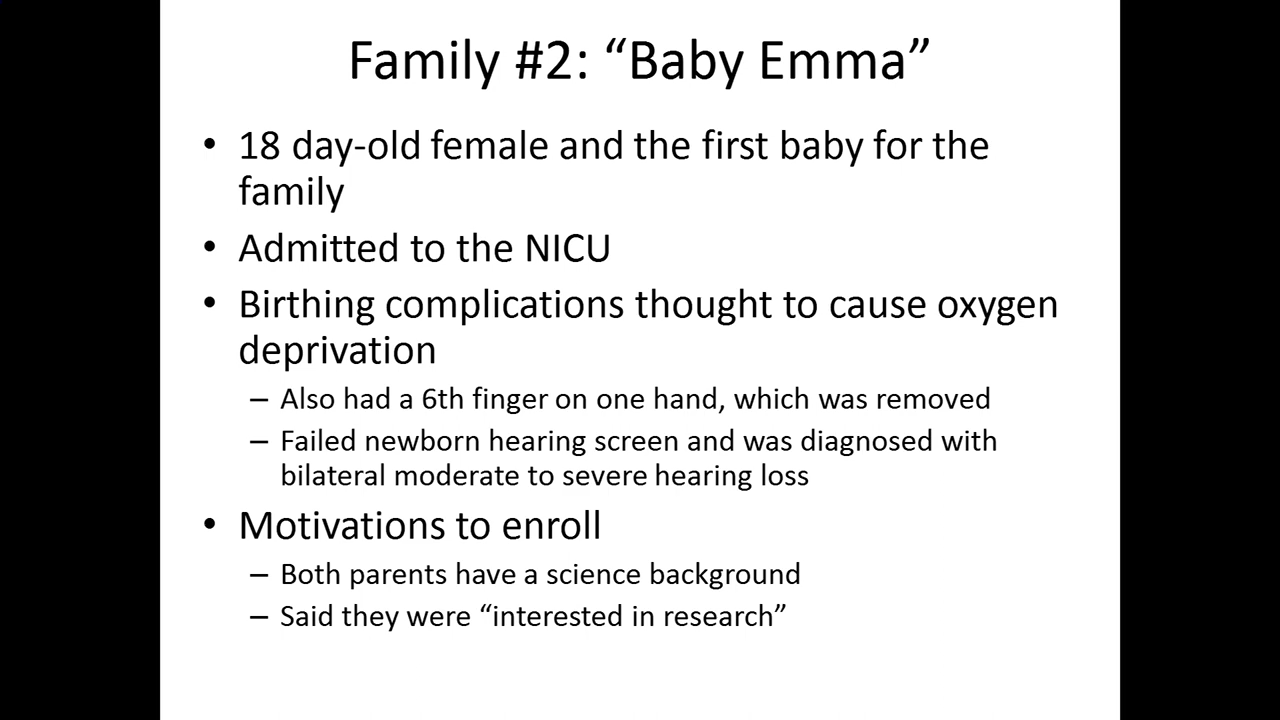 Family #2: “Baby Emma”
• 18 day-old female and the first baby for the
family
• Admitted to the NICU
• Birthing complications thought to cause oxygen
deprivation
– Also had a 6th finger on one hand, which was removed
– Failed newborn hearing screen and was diagnosed with
bilateral moderate to severe hearing loss
• Motivations to enroll
– Both parents have a science background
– Said they were “interested in research”